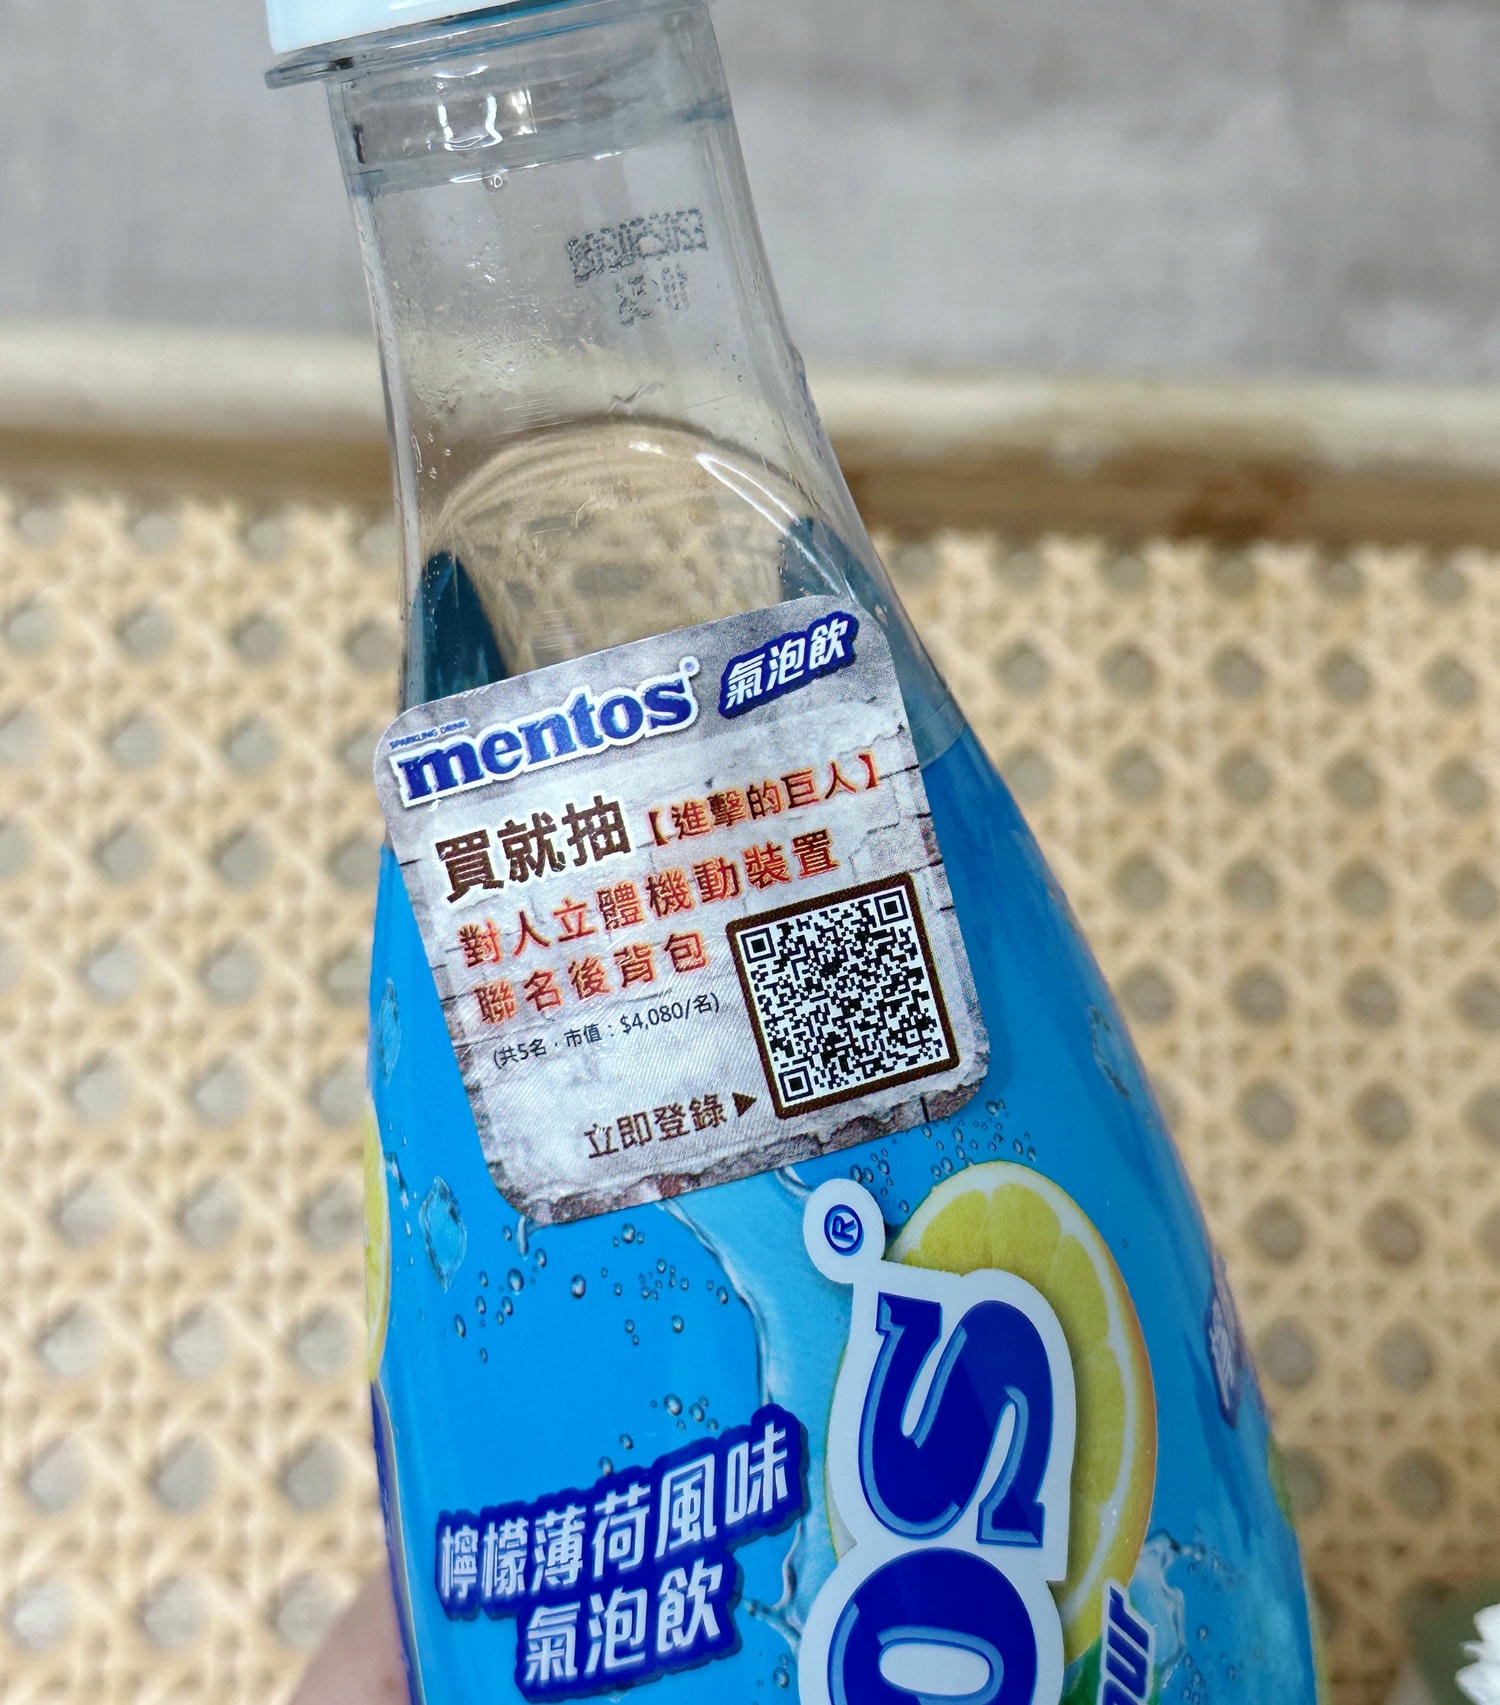 SPARKLING DRINK
mentos® 氣泡飲
買就抽【進擊的巨人】
對人立體機動裝置
聯名後背包
(共5名．市值：$4,080/名)
立即登錄▶
®
os
檸檬薄荷風味
氣泡飲
our